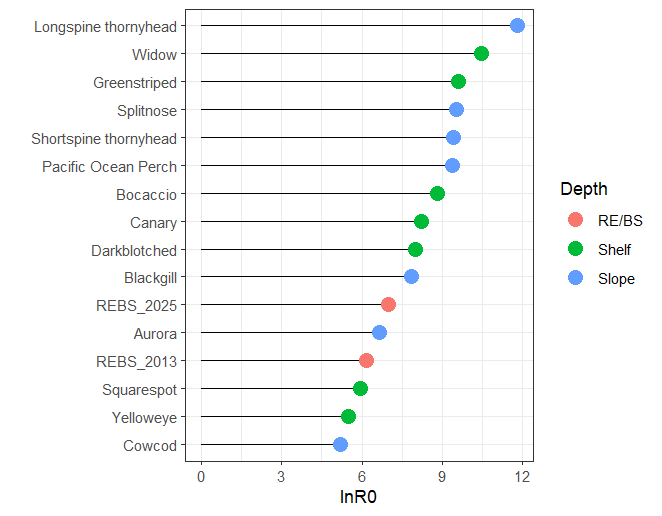 Longspine thornyhead
Widow
Greenstriped
Splitnose
Shortspine thornyhead
Pacific Ocean Perch
Bocaccio
Canary
Darkblotched
Blackgill
REBS_2025
Aurora
REBS_2013
Squarespot
Yelloweye
Cowcod
0 3 6 9 12
lnR0
Depth
RE/BS
Shelf
Slope